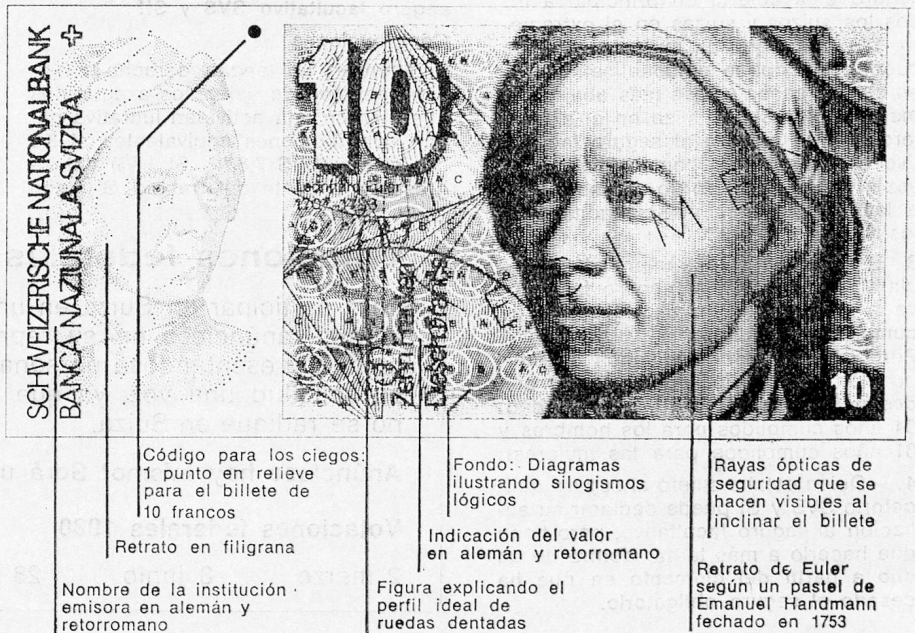 SCHWEIZERISCHE NATIONALBANK
BANCA NAZIUNALA SVIZRA
10
Leonhard Euler
1707-1783
10
Zehn Franken
Diesch Francs
10
Código para los ciegos:
1 punto en relieve
para el billete de
10 francos
Retrato en filigrana
Nombre de la institución
emisora en alemán y
retorromano
Fondo: Diagramas
ilustrando silogismos
lógicos
Indicación del valor
en alemán y retorromano
Figura explicando el
perfil ideal de
ruedas dentadas
Rayas ópticas de
seguridad que se
hacen visibles al
inclinar el billete
Retrato de Euler
según un pastel de
Emanuel Handmann
fechado en 1753